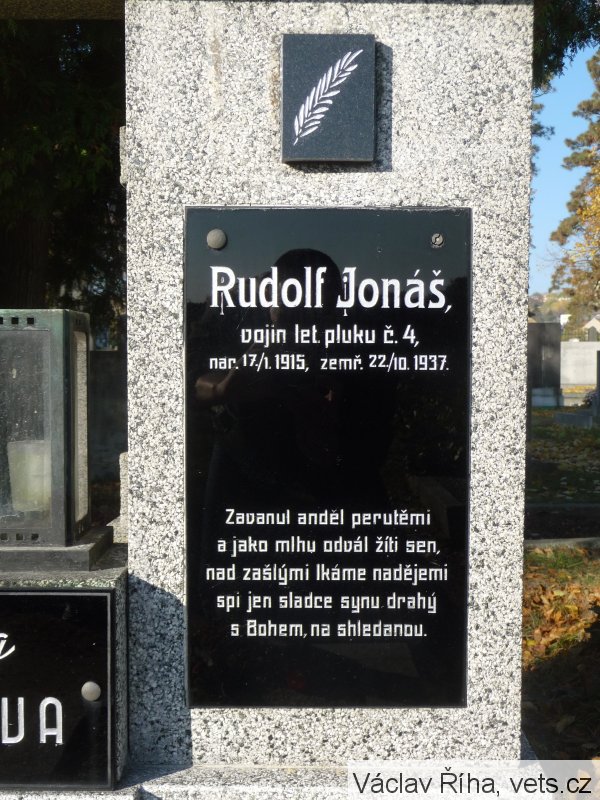 Rudolf Jonáš,
vojín let. pluku č. 4,
nar. 17/1. 1915, zemř. 22/10. 1937.
Zavanul anděl perutěmi
a jako mlhu odvál žití sen,
nad zašlými lkáme nadějemi
spi jen sladce synu drahý
s Bohem, na shledanou.
VA
Václav Říha, vets.cz